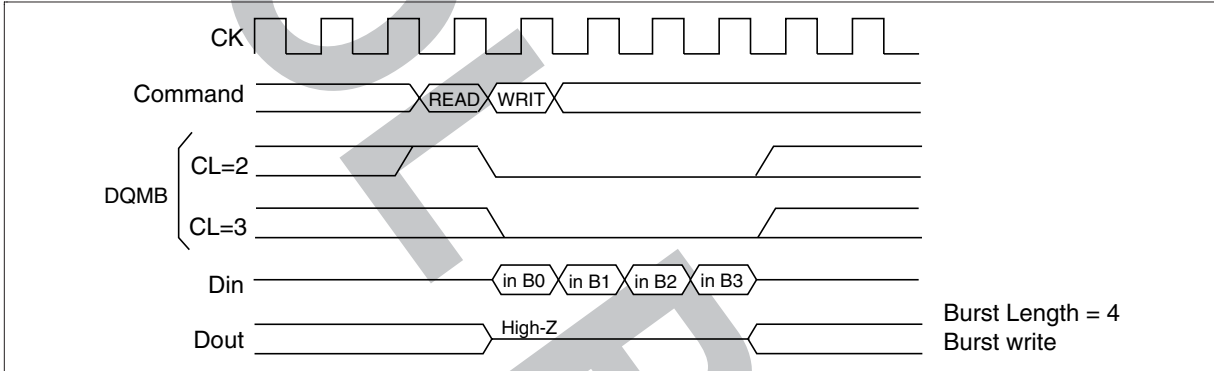 CK
Command
READ
WRIT
DQMB
CL=2
CL=3
Din
in B0
in B1
in B2
in B3
Dout
High-Z
Burst Length = 4
Burst write